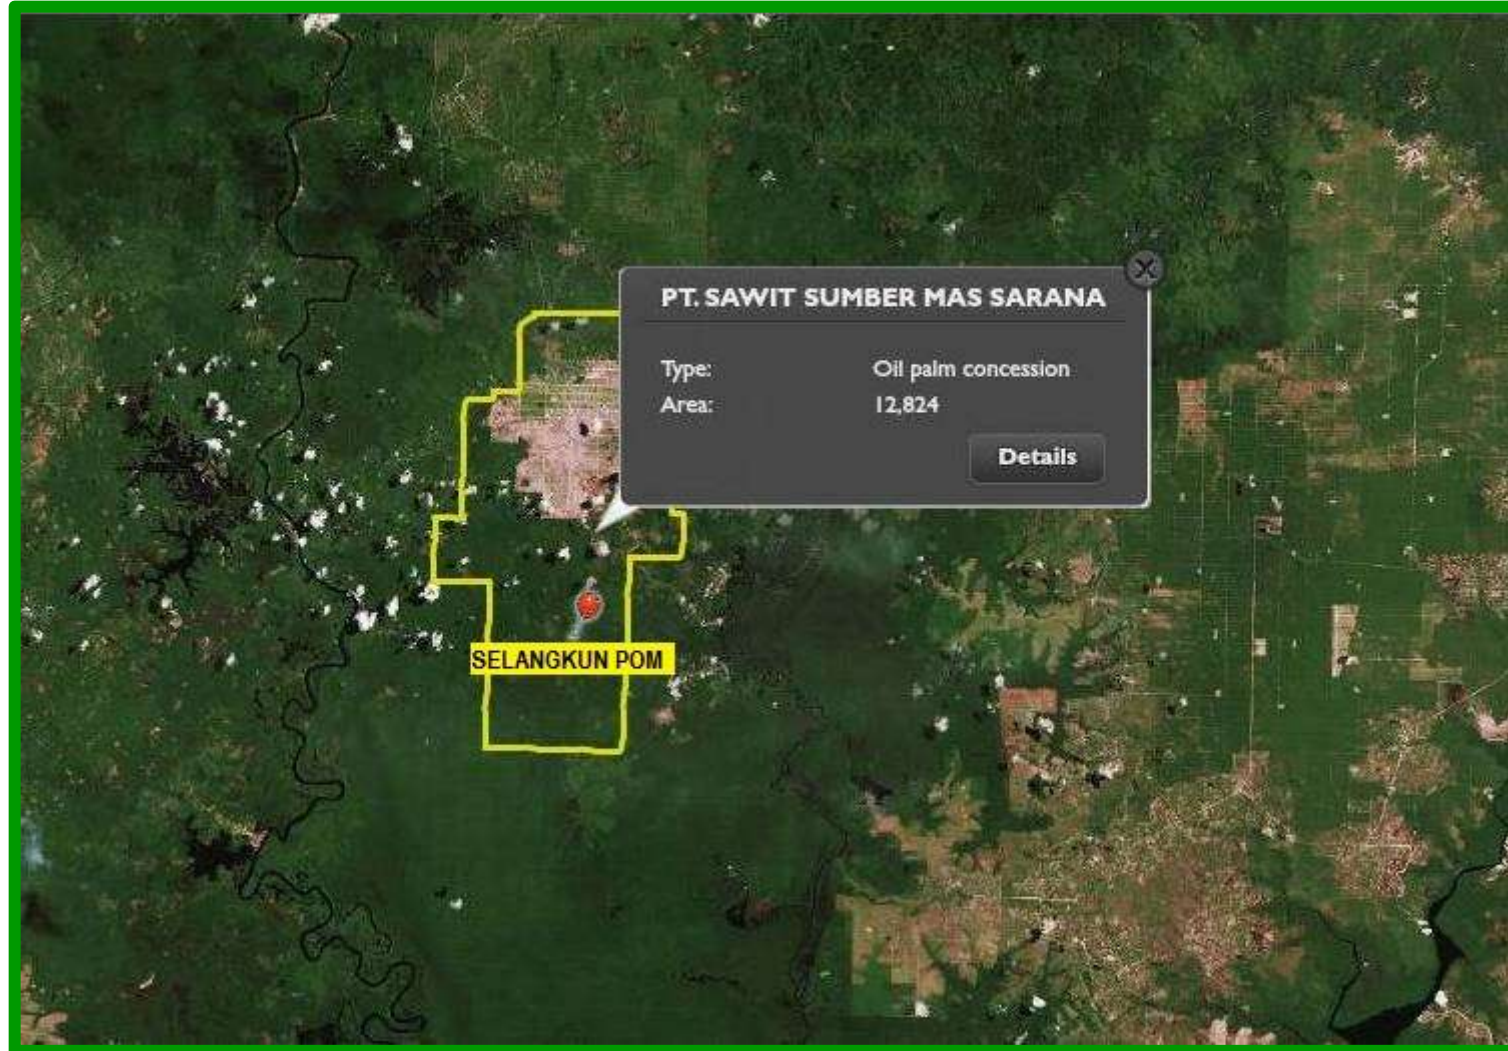 PT. SAWIT SUMBER MAS SARANA
Type: Oil palm concession
Area: 12,824
Details
SELANGKUN POM